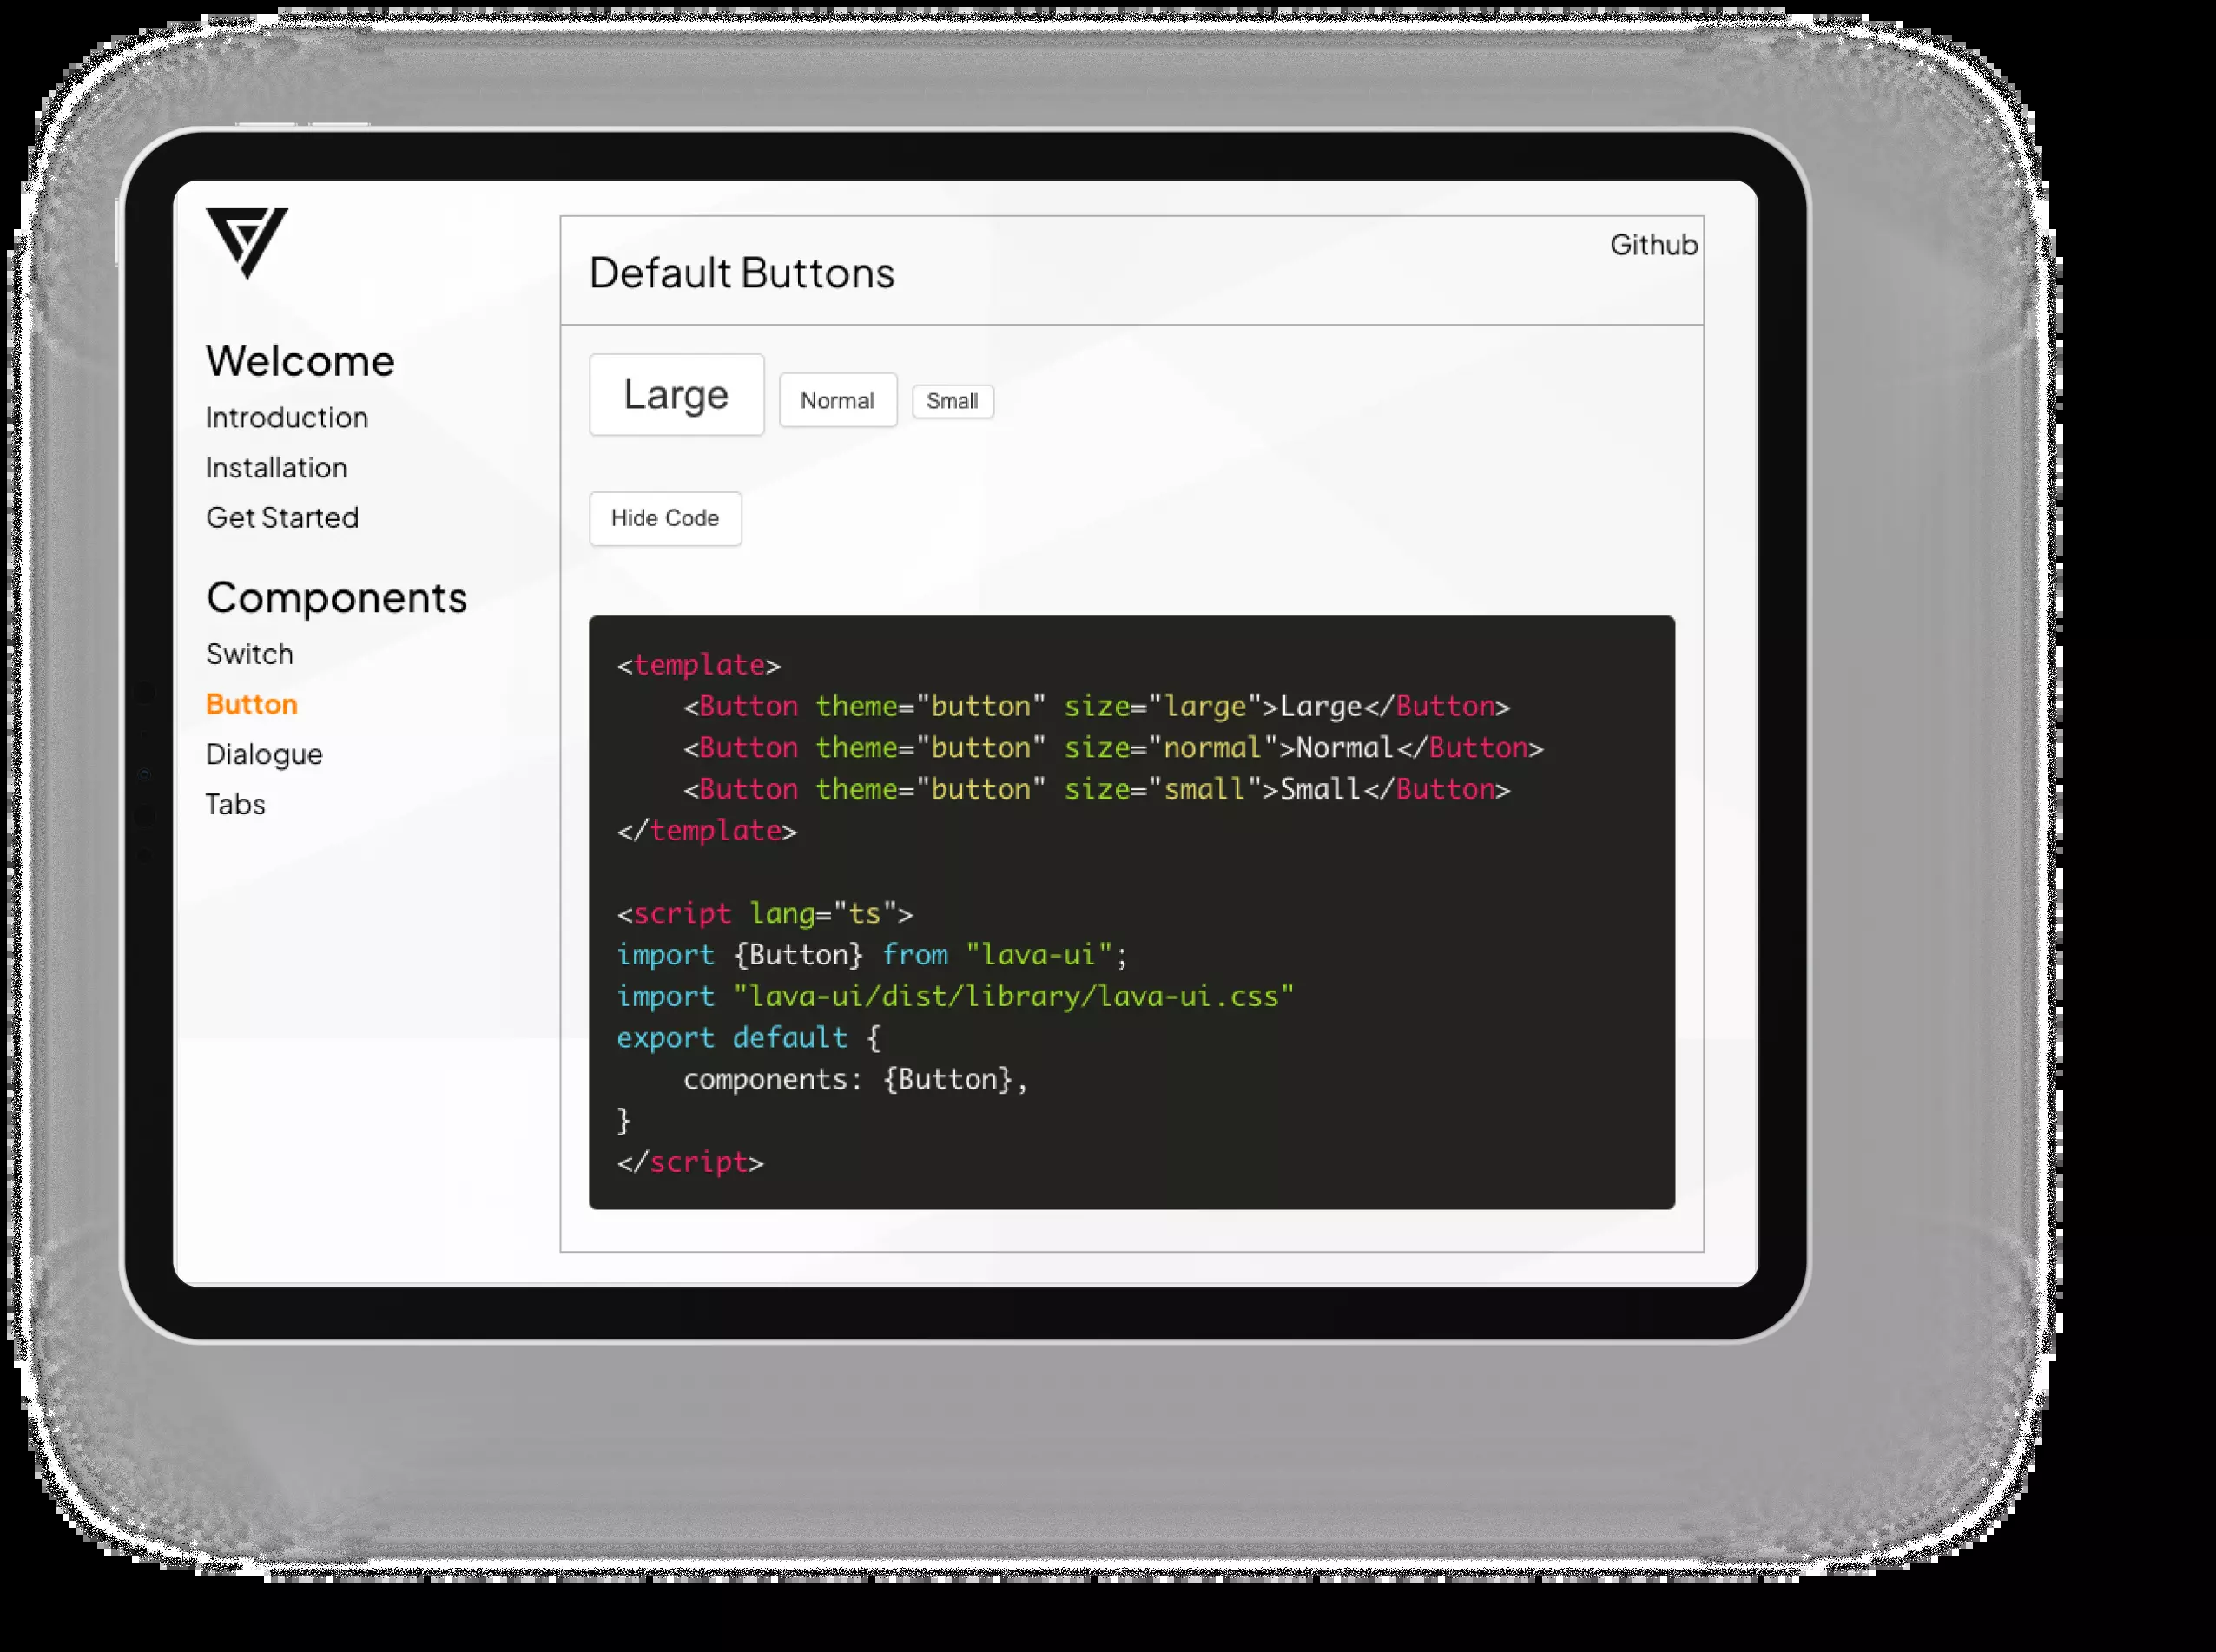 Welcome
Introduction
Installation
Get Started
Components
Switch
Button
Dialogue
Tabs
Github
Default Buttons
Large Normal Small
Hide Code
<template>
    <Button theme="button" size="large">Large</Button>
    <Button theme="button" size="normal">Normal</Button>
    <Button theme="button" size="small">Small</Button>
</template>
<script lang="ts">
import {Button} from "lava-ui";
import "lava-ui/dist/library/lava-ui.css"
export default {
    components: {Button},
}
</script>